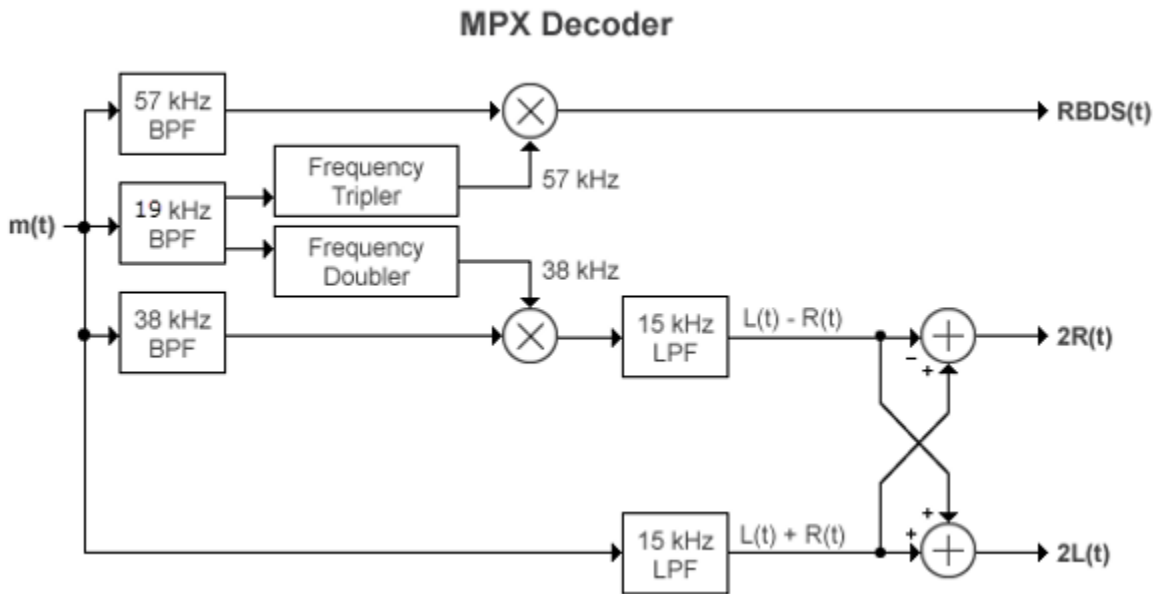 MPX Decoder
57 kHz
BPF
RBDS(t)
Frequency
Tripler
57 kHz
m(t)
19 kHz
BPF
Frequency
Doubler
38 kHz
38 kHz
BPF
15 kHz
LPF
L(t) - R(t)
−
+
2R(t)
15 kHz
LPF
L(t) + R(t)
+
+
2L(t)